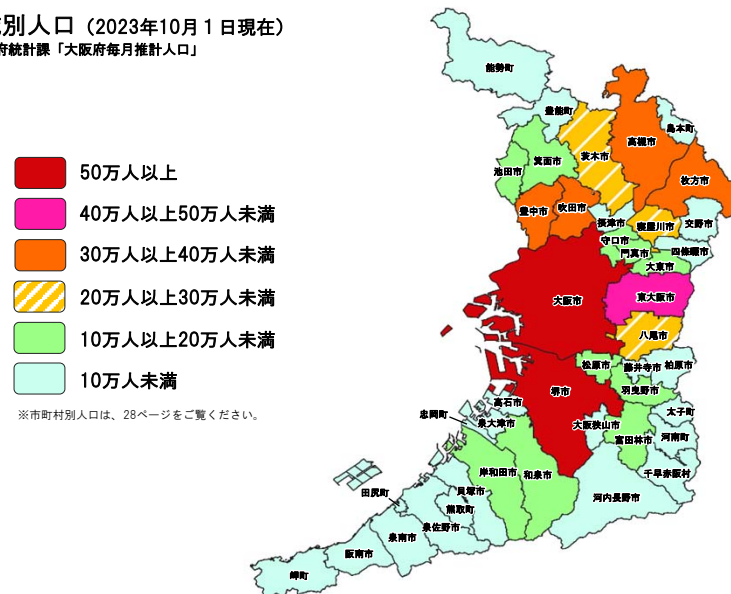 別人口（2023年10月１日現在）
府統計課「大阪府毎月推計人口」
50万人以上
40万人以上50万人未満
30万人以上40万人未満
20万人以上30万人未満
10万人以上20万人未満
10万人未満
※市町村別人口は、28ページをご覧ください。
能勢町
豊能町
島本町
高槻市
茨木市
箕面市
池田市
枚方市
豊中市
吹田市
摂津市
寝屋川市
交野市
守口市
門真市
四條畷市
大東市
大阪市
東大阪市
八尾市
松原市
藤井寺市
柏原市
堺市
羽曳野市
高石市
太子町
忠岡町
泉大津市
大阪狭山市
富田林市
河南町
岸和田市
和泉市
千早赤阪村
田尻町
貝塚市
河内長野市
熊取町
泉佐野市
泉南市
阪南市
岬町